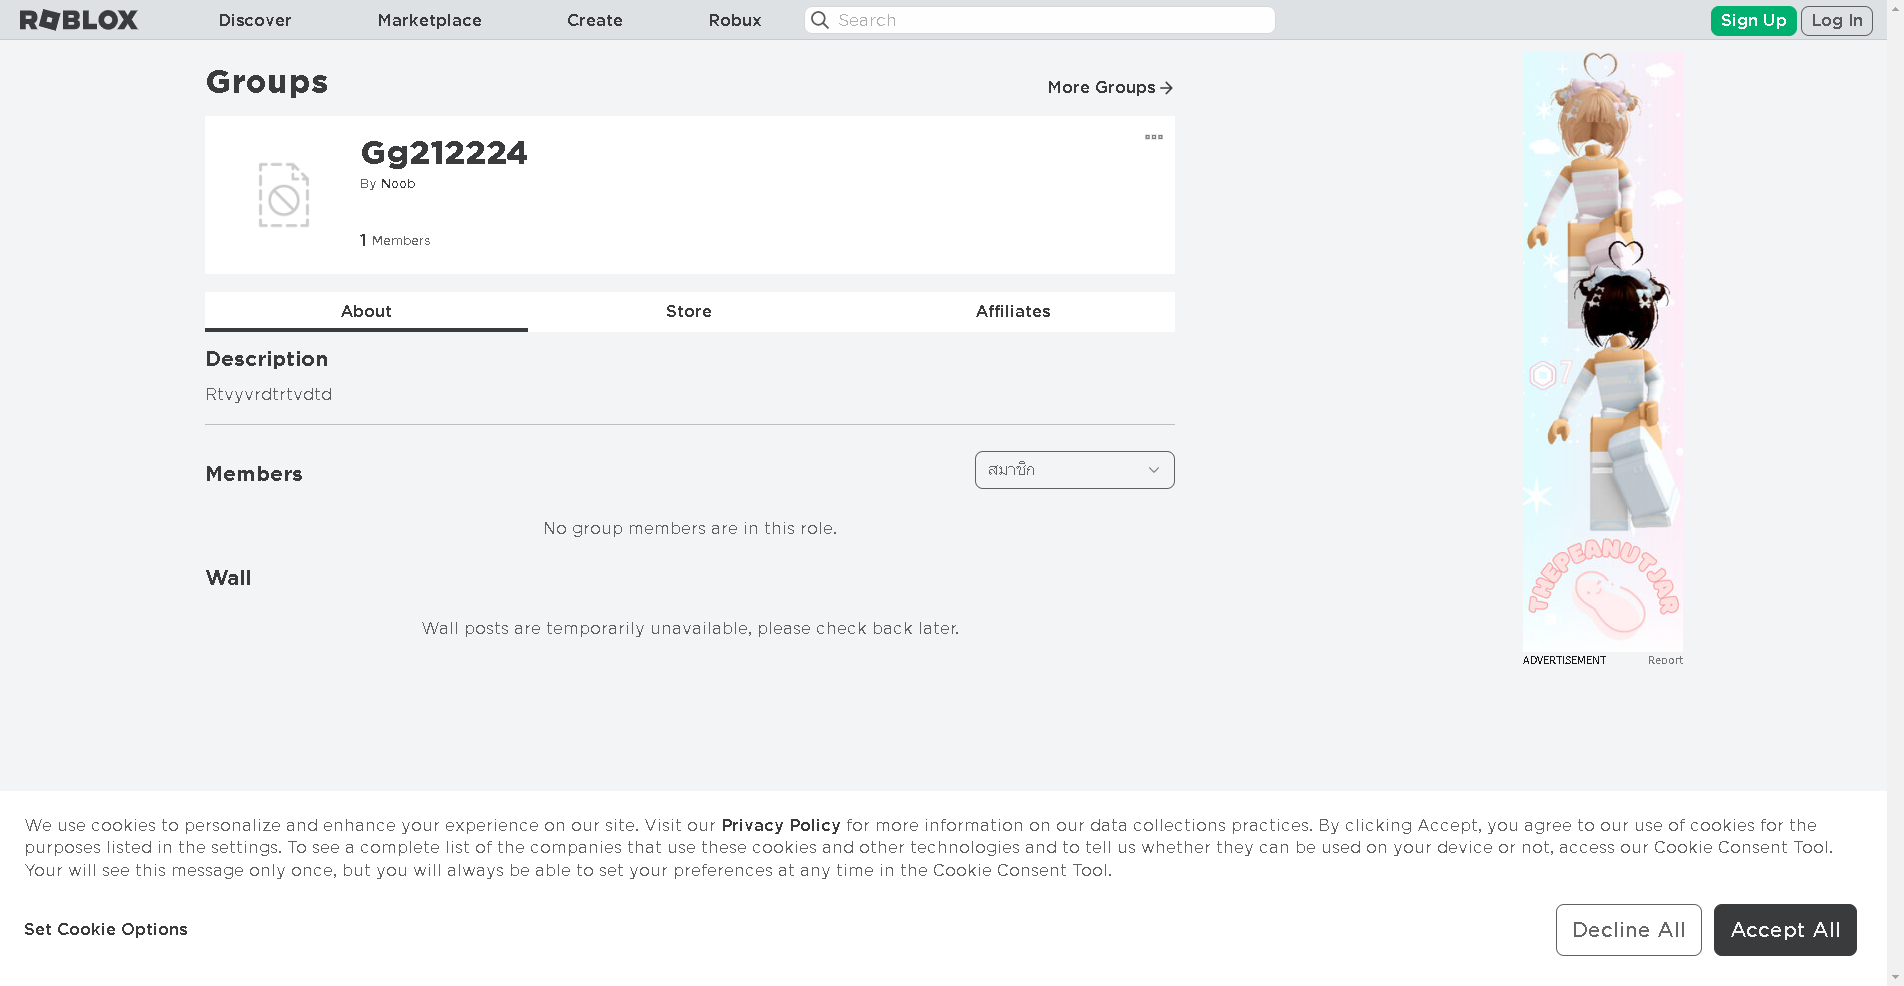 ROBLOX
Discover
Marketplace
Create
Robux
Search
Sign Up
Log In
Groups
More Groups
Gg212224
By Noob
1 Members
About
Store
Affiliates
Description
Rtvyvrdtrtvdtd
Members
สมาชิก
No group members are in this role.
Wall
Wall posts are temporarily unavailable, please check back later.
7
THEPEANUTJAR
ADVERTISEMENT
Report
We use cookies to personalize and enhance your experience on our site. Visit our Privacy Policy for more information on our data collections practices. By clicking Accept, you agree to our use of cookies for the
purposes listed in the settings. To see a complete list of the companies that use these cookies and other technologies and to tell us whether they can be used on your device or not, access our Cookie Consent Tool.
Your will see this message only once, but you will always be able to set your preferences at any time in the Cookie Consent Tool.
Set Cookie Options
Decline All
Accept All